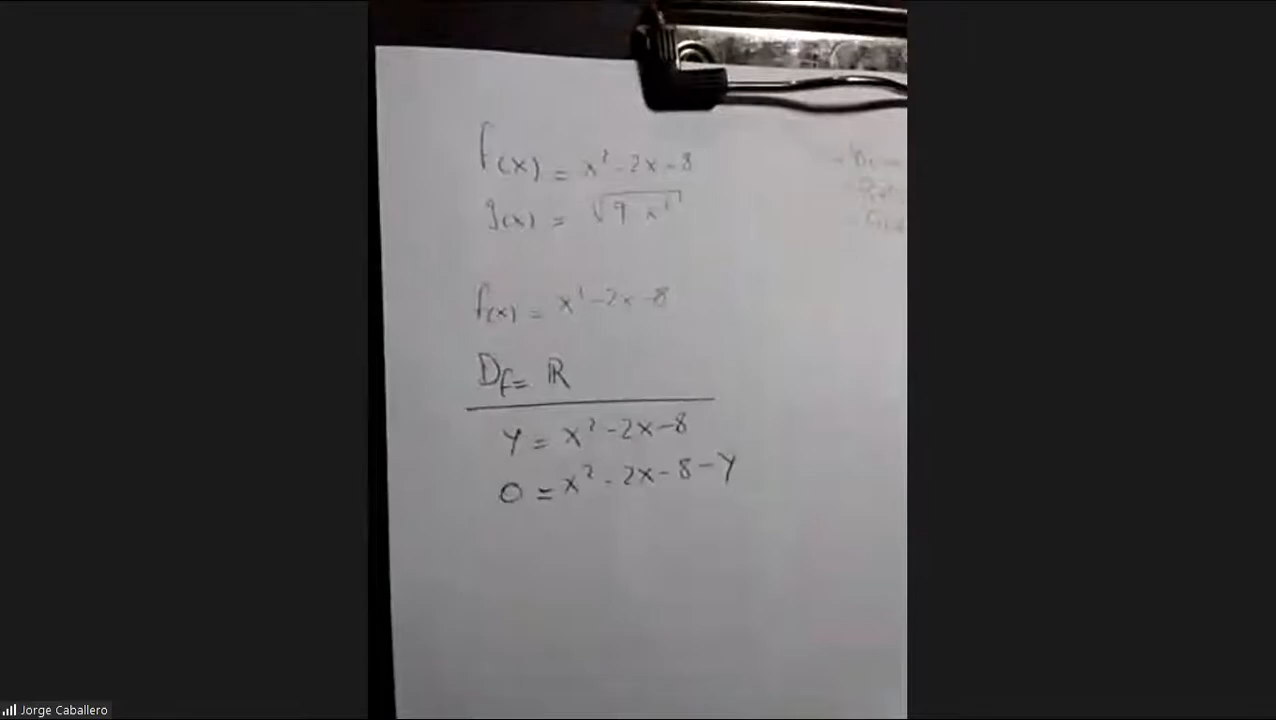 f(x) = x² - 2x - 8
g(x) = √9 x²
f(x) = x² - 2x - 8
Df = ℝ
y = x² - 2x - 8
0 = x² - 2x - 8 - y
Jorge Caballero